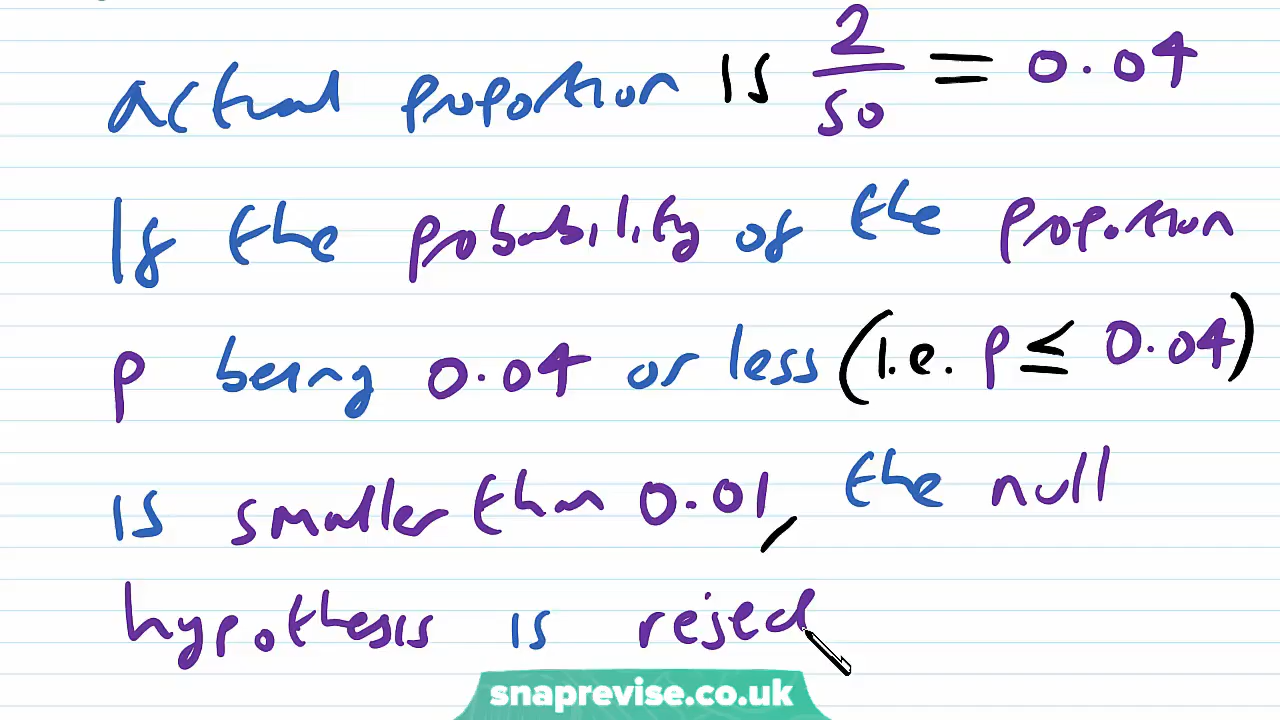 actual proportion is 2/50 = 0.04
If the probability of the proportion
p being 0.04 or less (i.e. p ≤ 0.04)
is smaller than 0.01, the null
hypothesis is reject
snaprevise.co.uk